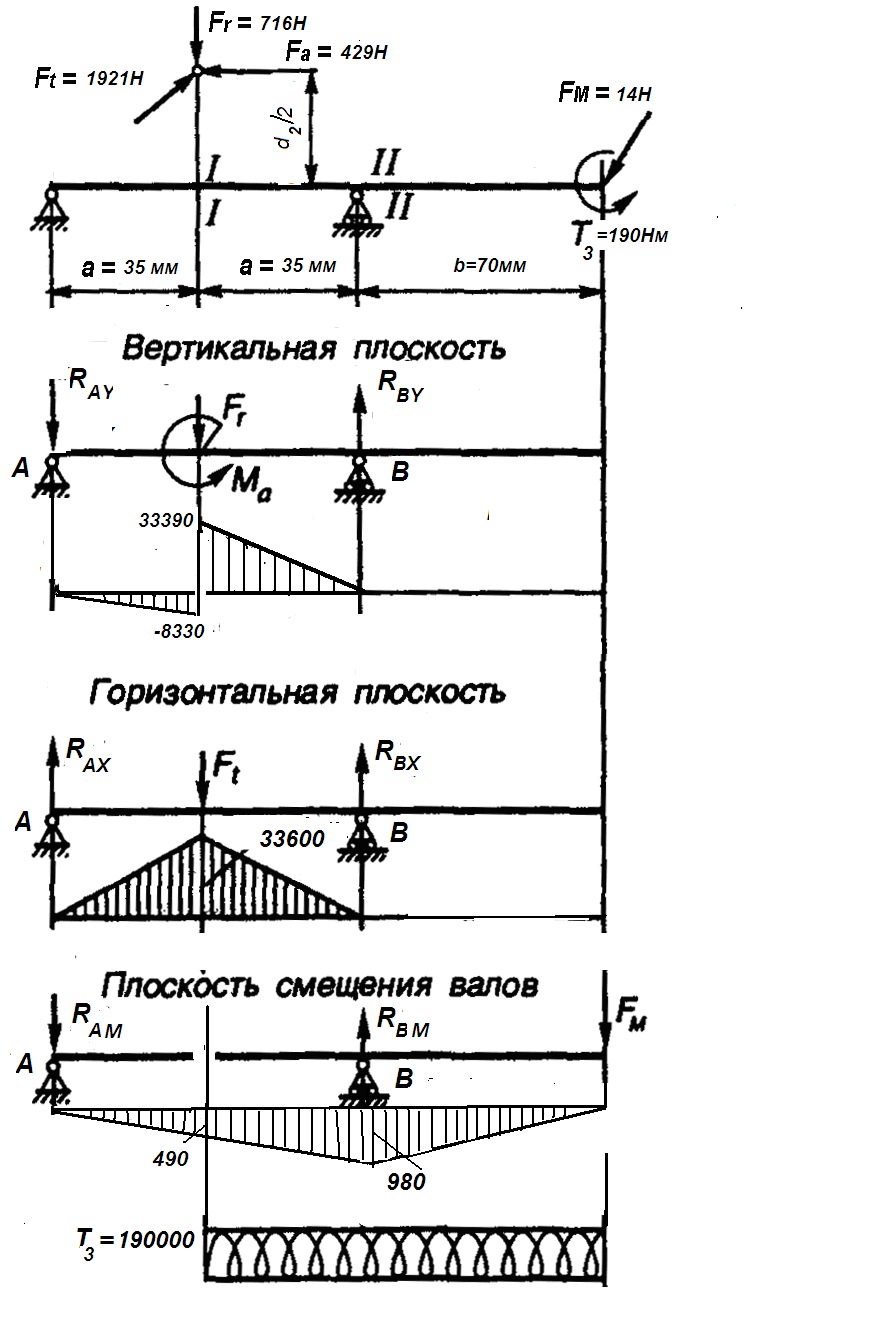 Fr = 716Н
Fa = 429Н
Ft = 1921Н
Fм = 14Н
d2/2
I
II
I
II
T3 =190Нм
a = 35 мм
a = 35 мм
b=70мм
Вертикальная плоскость
RAY
RBY
Fr
A
B
Ma
33390
-8330
Горизонтальная плоскость
RAX
Ft
RBX
A
B
33600
Плоскость смещения валов
RAM
RBM
FM
A
B
490
980
T3 =190000